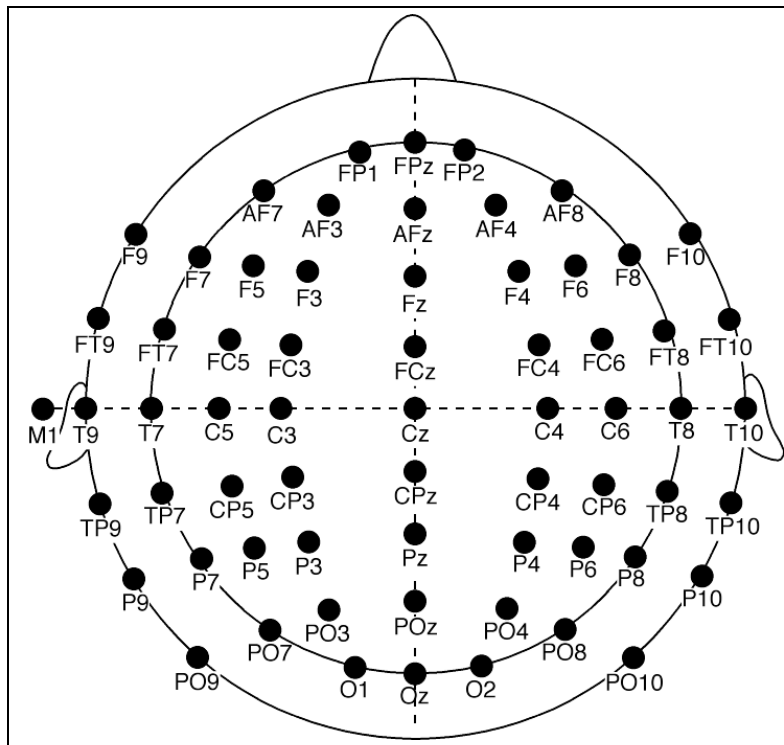 FP1 FPz FP2
AF7 AF3 AFz AF4 AF8
F9 F7 F5 F3 Fz F4 F6 F8 F10
FT9 FT7 FC5 FC3 FCz FC4 FC6 FT8 FT10
M1 T9 T7 C5 C3 Cz C4 C6 T8 T10
TP9 TP7 CP5 CP3 CPz CP4 CP6 TP8 TP10
P9 P7 P5 P3 Pz P4 P6 P8 P10
PO9 PO7 PO3 POz PO4 PO8 PO10
O1 Oz O2